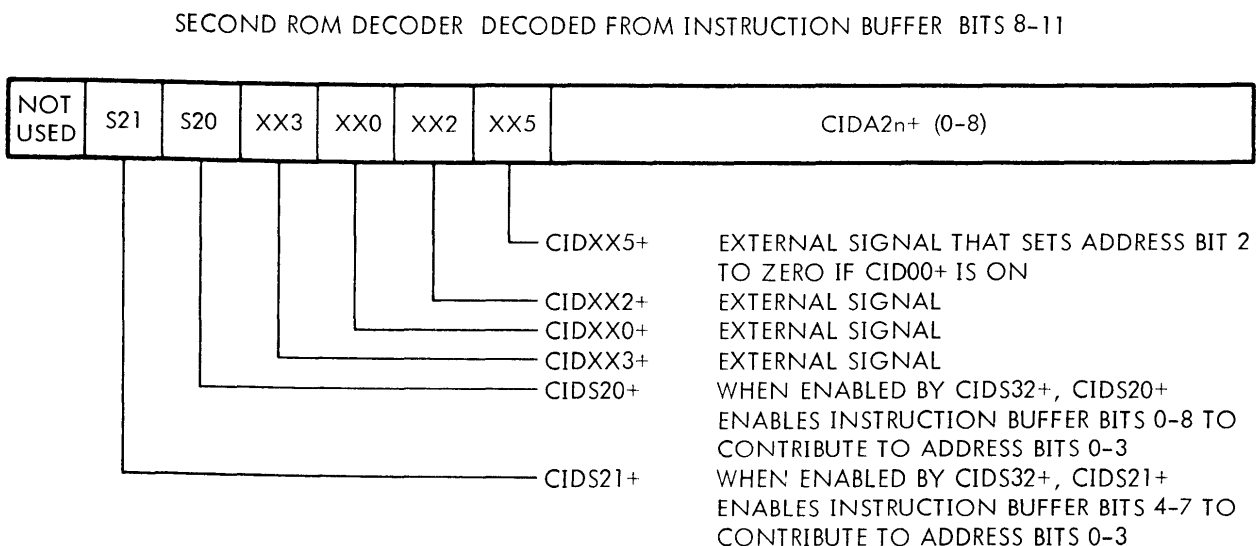 SECOND ROM DECODER DECODED FROM INSTRUCTION BUFFER BITS 8-11
NOT
USED
S21
S20
XX3
XX0
XX2
XX5
CIDA2n+ (0-8)
CIDXX5+ EXTERNAL SIGNAL THAT SETS ADDRESS BIT 2
TO ZERO IF CID00+ IS ON
CIDXX2+ EXTERNAL SIGNAL
CIDXX0+ EXTERNAL SIGNAL
CIDXX3+ EXTERNAL SIGNAL
CIDS20+ WHEN ENABLED BY CIDS32+, CIDS20+
ENABLES INSTRUCTION BUFFER BITS 0-8 TO
CONTRIBUTE TO ADDRESS BITS 0-3
CIDS21+ WHEN ENABLED BY CIDS32+, CIDS21+
ENABLES INSTRUCTION BUFFER BITS 4-7 TO
CONTRIBUTE TO ADDRESS BITS 0-3